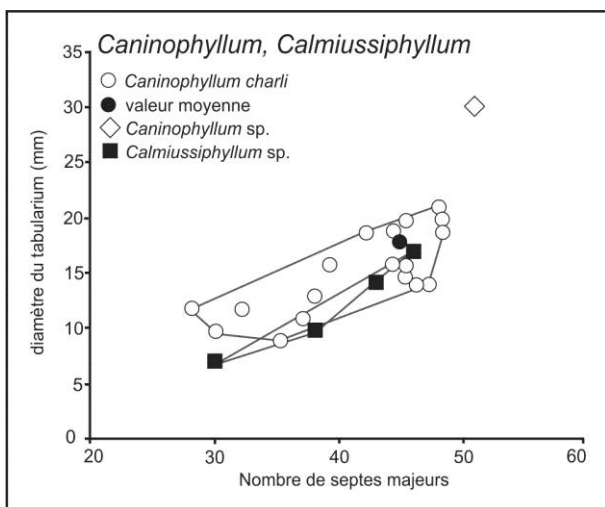 Caninophyllum, Calmiussiphyllum
Caninophyllum charli
valeur moyenne
Caninophyllum sp.
Calmiussiphyllum sp.
diamètre du tabularium (mm)
35
30
25
20
15
10
5
0
20 30 40 50 60
Nombre de septes majeurs